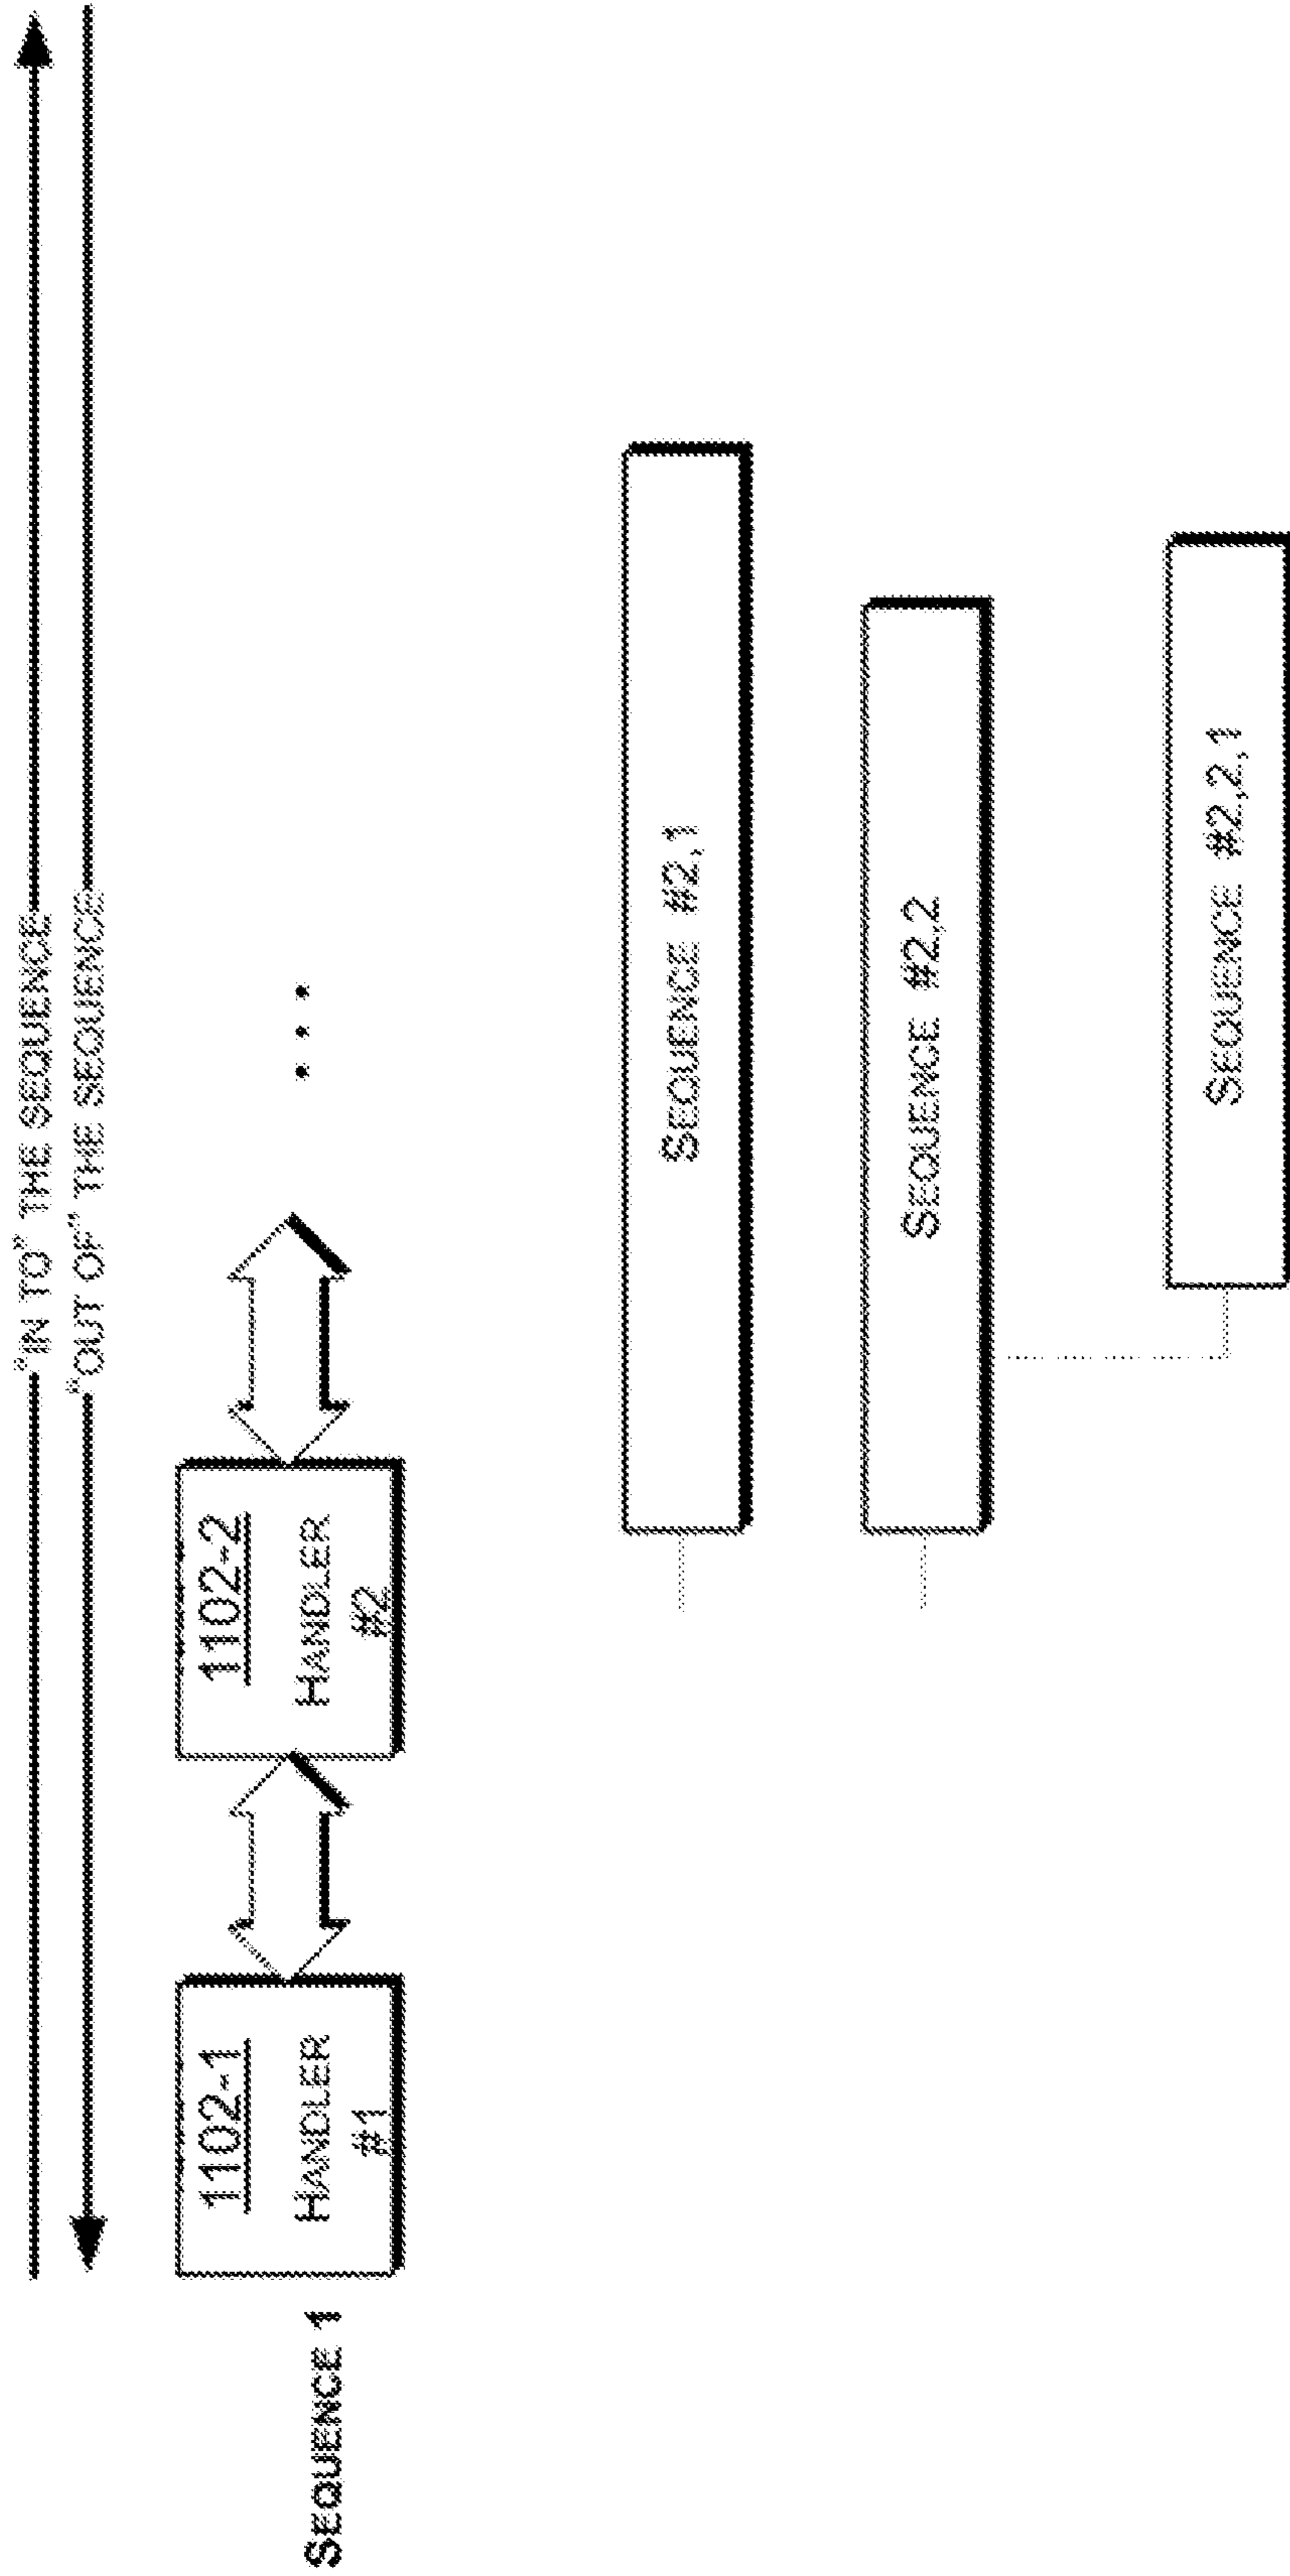 "IN TO" THE SEQUENCE
"OUT OF" THE SEQUENCE
SEQUENCE 1
1102-1
HANDLER
#1
1102-2
HANDLER
#2
...
SEQUENCE #2,1
SEQUENCE #2,2
SEQUENCE #2,2,1